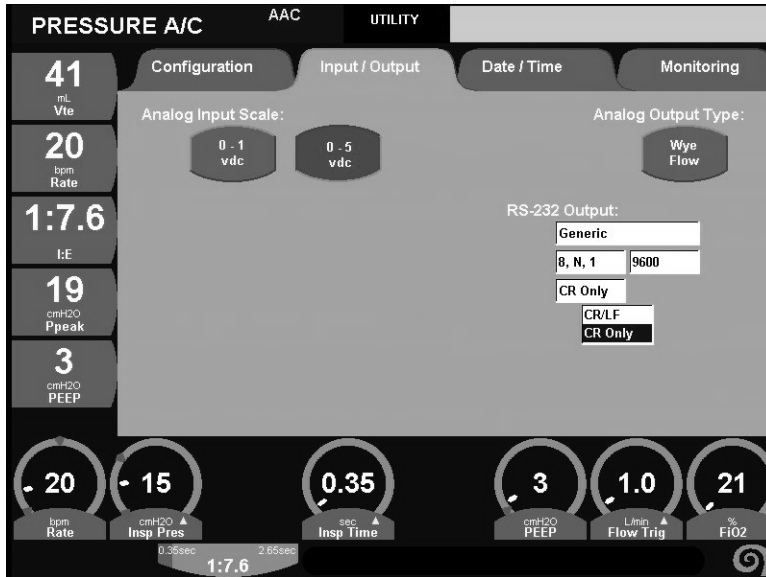 PRESSURE A/C
AAC
UTILITY
Configuration
Input / Output
Date / Time
Monitoring
41
mL
Vte
20
bpm
Rate
1:7.6
I:E
19
cmH2O
Ppeak
3
cmH2O
PEEP
Analog Input Scale:
0 - 1
vdc
0 - 5
vdc
Analog Output Type:
Wye
Flow
RS-232 Output:
Generic
8, N, 1
9600
CR Only
CR/LF
CR Only
20
bpm
Rate
15
cmH2O
Insp Pres
0.35
sec
Insp Time
3
cmH2O
PEEP
1.0
L/min
Flow Trig
21
%
FiO2
0.35sec
2.65sec
1:7.6